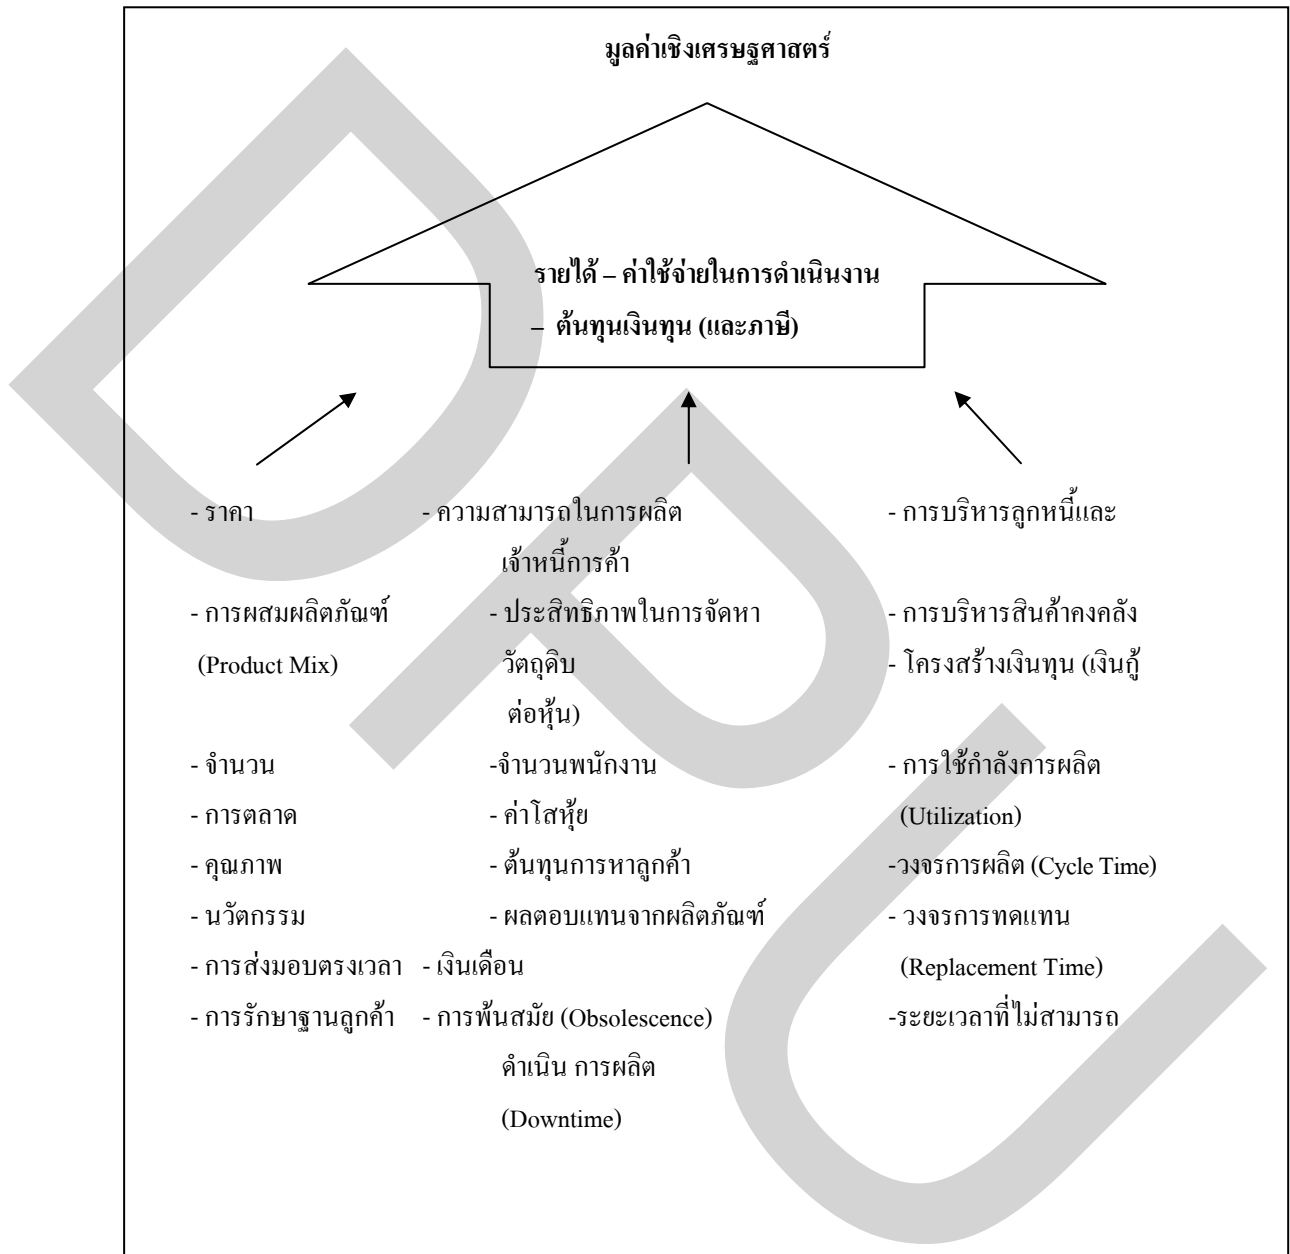 มูลค่าเชิงเศรษฐศาสตร์
รายได้ – ค่าใช้จ่ายในการดำเนินงาน
– ต้นทุนเงินทุน (และภาษี)
- ราคา - ความสามารถในการผลิต - การบริหารลูกหนี้และ
เจ้าหนี้การค้า
- การผสมผลิตภัณฑ์ - ประสิทธิภาพในการจัดหา - การบริหารสินค้าคงคลัง
(Product Mix) วัตถุดิบ - โครงสร้างเงินทุน (เงินกู้
ต่อหุ้น)
- จำนวน -จำนวนพนักงาน - การใช้กำลังการผลิต
- การตลาด - ค่าโสหุ้ย (Utilization)
- คุณภาพ - ต้นทุนการหาลูกค้า -วงจรการผลิต (Cycle Time)
- นวัตกรรม - ผลตอบแทนจากผลิตภัณฑ์ - วงจรการทดแทน
- การส่งมอบตรงเวลา - เงินเดือน (Replacement Time)
- การรักษาฐานลูกค้า - การพ้นสมัย (Obsolescence) -ระยะเวลาที่ไม่สามารถ
ดำเนิน การผลิต
(Downtime)
DPU